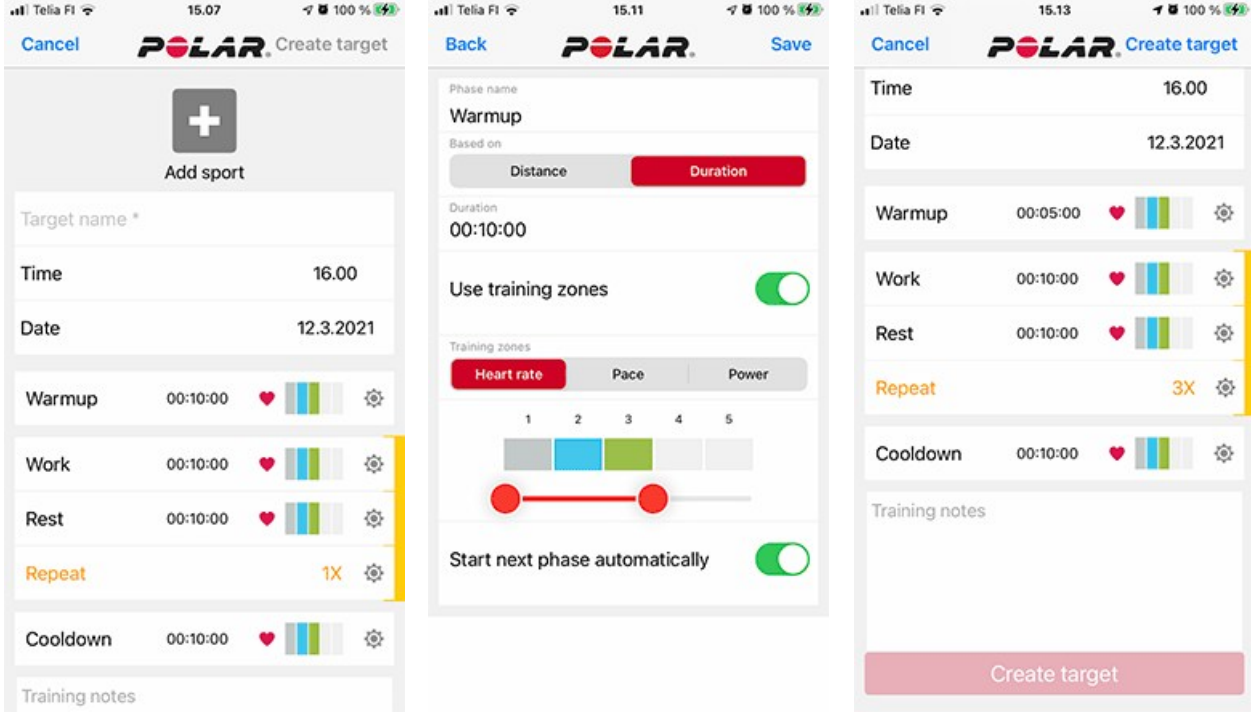 Telia FI 15.07 100 %
Cancel POLAR. Create target
Add sport
Target name *
Time 16.00
Date 12.3.2021
Warmup 00:10:00
Work 00:10:00
Rest 00:10:00
Repeat 1X
Cooldown 00:10:00
Training notes
Telia FI 15.11 100 %
Back POLAR. Save
Phase name
Warmup
Based on
Distance Duration
Duration
00:10:00
Use training zones
Training zones
Heart rate Pace Power
1 2 3 4 5
Start next phase automatically
Telia FI 15.13 100 %
Cancel POLAR. Create target
Time 16.00
Date 12.3.2021
Warmup 00:05:00
Work 00:10:00
Rest 00:10:00
Repeat 3X
Cooldown 00:10:00
Training notes
Create target